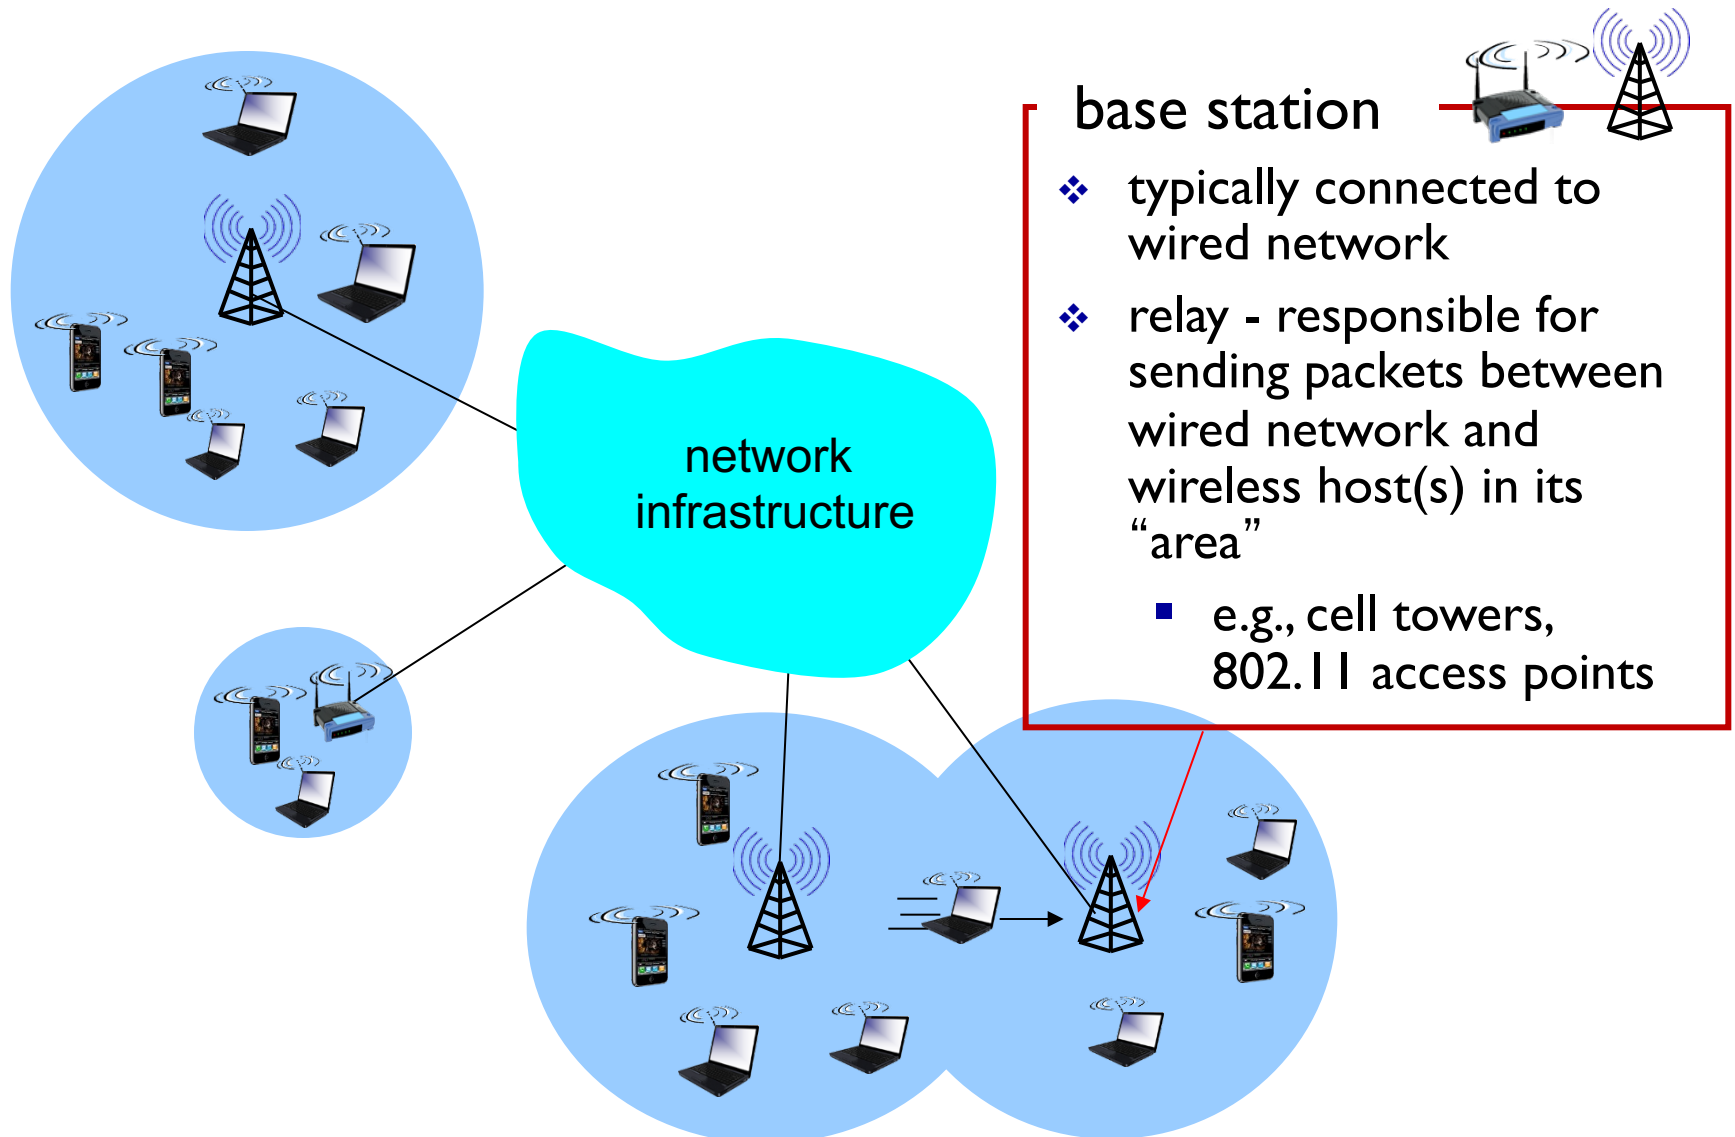 base station
❖ typically connected to
wired network
❖ relay - responsible for
sending packets between
wired network and
wireless host(s) in its
“area”
▪ e.g., cell towers,
802.11 access points
network
infrastructure